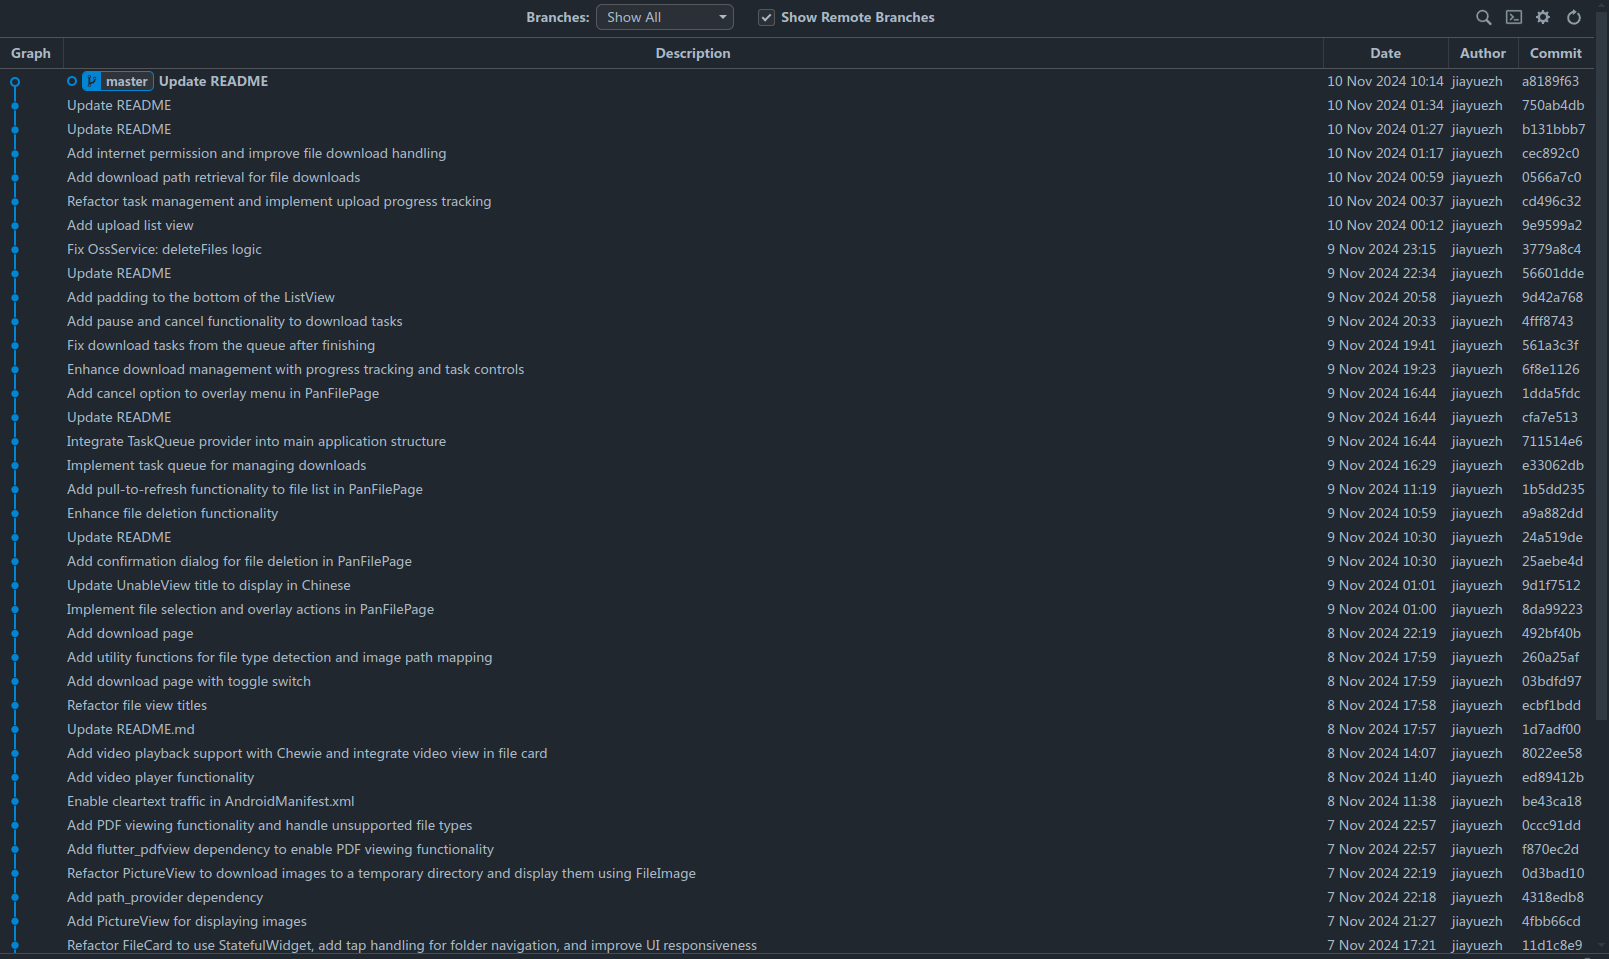 Branches: Show All Show Remote Branches
Graph Description Date Author Commit
master Update README 10 Nov 2024 10:14 jiayuezh a8189f63
Update README 10 Nov 2024 01:34 jiayuezh 750ab4db
Update README 10 Nov 2024 01:27 jiayuezh b131bbb7
Add internet permission and improve file download handling 10 Nov 2024 01:17 jiayuezh cec892c0
Add download path retrieval for file downloads 10 Nov 2024 00:59 jiayuezh 0566a7c0
Refactor task management and implement upload progress tracking 10 Nov 2024 00:37 jiayuezh cd496c32
Add upload list view 10 Nov 2024 00:12 jiayuezh 9e9599a2
Fix OssService: deleteFiles logic 9 Nov 2024 23:15 jiayuezh 3779a8c4
Update README 9 Nov 2024 22:34 jiayuezh 56601dde
Add padding to the bottom of the ListView 9 Nov 2024 20:58 jiayuezh 9d42a768
Add pause and cancel functionality to download tasks 9 Nov 2024 20:33 jiayuezh 4fff8743
Fix download tasks from the queue after finishing 9 Nov 2024 19:41 jiayuezh 561a3c3f
Enhance download management with progress tracking and task controls 9 Nov 2024 19:23 jiayuezh 6f8e1126
Add cancel option to overlay menu in PanFilePage 9 Nov 2024 16:44 jiayuezh 1dda5fdc
Update README 9 Nov 2024 16:44 jiayuezh cfa7e513
Integrate TaskQueue provider into main application structure 9 Nov 2024 16:44 jiayuezh 711514e6
Implement task queue for managing downloads 9 Nov 2024 16:29 jiayuezh e33062db
Add pull-to-refresh functionality to file list in PanFilePage 9 Nov 2024 11:19 jiayuezh 1b5dd235
Enhance file deletion functionality 9 Nov 2024 10:59 jiayuezh a9a882dd
Update README 9 Nov 2024 10:30 jiayuezh 24a519de
Add confirmation dialog for file deletion in PanFilePage 9 Nov 2024 10:30 jiayuezh 25aebe4d
Update UnableView title to display in Chinese 9 Nov 2024 01:01 jiayuezh 9d1f7512
Implement file selection and overlay actions in PanFilePage 9 Nov 2024 01:00 jiayuezh 8da99223
Add download page 8 Nov 2024 22:19 jiayuezh 492bf40b
Add utility functions for file type detection and image path mapping 8 Nov 2024 17:59 jiayuezh 260a25af
Add download page with toggle switch 8 Nov 2024 17:59 jiayuezh 03bdfd97
Refactor file view titles 8 Nov 2024 17:58 jiayuezh ecbf1bdd
Update README.md 8 Nov 2024 17:57 jiayuezh 1d7adf00
Add video playback support with Chewie and integrate video view in file card 8 Nov 2024 14:07 jiayuezh 8022ee58
Add video player functionality 8 Nov 2024 11:40 jiayuezh ed89412b
Enable cleartext traffic in AndroidManifest.xml 8 Nov 2024 11:38 jiayuezh be43ca18
Add PDF viewing functionality and handle unsupported file types 7 Nov 2024 22:57 jiayuezh 0ccc91dd
Add flutter_pdfview dependency to enable PDF viewing functionality 7 Nov 2024 22:57 jiayuezh f870ec2d
Refactor PictureView to download images to a temporary directory and display them using FileImage 7 Nov 2024 22:19 jiayuezh 0d3bad10
Add path_provider dependency 7 Nov 2024 22:18 jiayuezh 4318edb8
Add PictureView for displaying images 7 Nov 2024 21:27 jiayuezh 4fbb66cd
Refactor FileCard to use StatefulWidget, add tap handling for folder navigation, and improve UI responsiveness 7 Nov 2024 17:21 jiayuezh 11d1c8e9